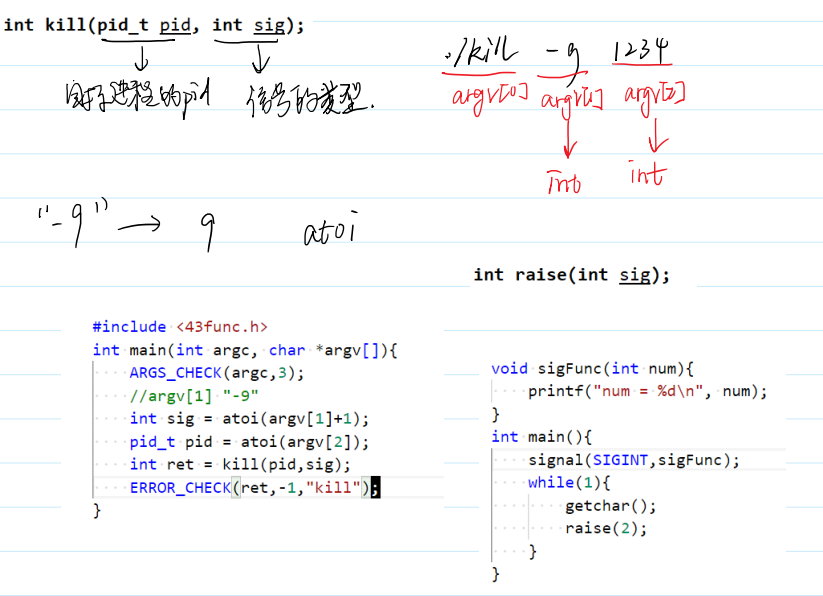 int kill(pid_t pid, int sig);
目标进程的pid 信号的类型.
./kill -9 1234
argv[0] argv[1] argv[2]
int int
"-9" → 9 atoi
int raise(int sig);
#include <43func.h>
int main(int argc, char *argv[]){
ARGS_CHECK(argc,3);
//argv[1] "-9"
int sig = atoi(argv[1]+1);
pid_t pid = atoi(argv[2]);
int ret = kill(pid,sig);
ERROR_CHECK(ret,-1,"kill");
}
void sigFunc(int num){
printf("num = %d\n", num);
}
int main(){
signal(SIGINT,sigFunc);
while(1){
getchar();
raise(2);
}
}